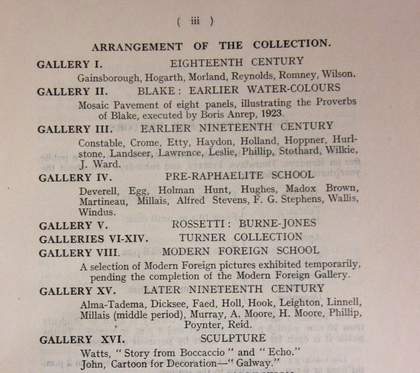 ( iii )
ARRANGEMENT OF THE COLLECTION.
GALLERY I. EIGHTEENTH CENTURY
Gainsborough, Hogarth, Morland, Reynolds, Romney, Wilson.
GALLERY II. BLAKE: EARLIER WATER-COLOURS
Mosaic Pavement of eight panels, illustrating the Proverbs
of Blake, executed by Boris Anrep, 1923.
GALLERY III. EARLIER NINETEENTH CENTURY
Constable, Crome, Etty, Haydon, Holland, Hoppner, Hurl-
stone, Landseer, Lawrence, Leslie, Phillip, Stothard, Wilkie,
J. Ward.
GALLERY IV. PRE-RAPHAELITE SCHOOL
Deverell, Egg, Holman Hunt, Hughes, Madox Brown,
Martineau, Millais, Alfred Stevens, F. G. Stephens, Wallis,
Windus.
GALLERY V. ROSSETTI: BURNE-JONES
GALLERIES VI-XIV. TURNER COLLECTION
GALLERY VIII. MODERN FOREIGN SCHOOL
A selection of Modern Foreign pictures exhibited temporarily,
pending the completion of the Modern Foreign Gallery.
GALLERY XV. LATER NINETEENTH CENTURY
Alma-Tadema, Dicksee, Faed, Holl, Hook, Leighton, Linnell,
Millais (middle period), Murray, A. Moore, H. Moore, Phillip,
Poynter, Reid.
GALLERY XVI. SCULPTURE
Watts, "Story from Boccaccio" and "Echo."
John, Cartoon for Decoration—"Galway."